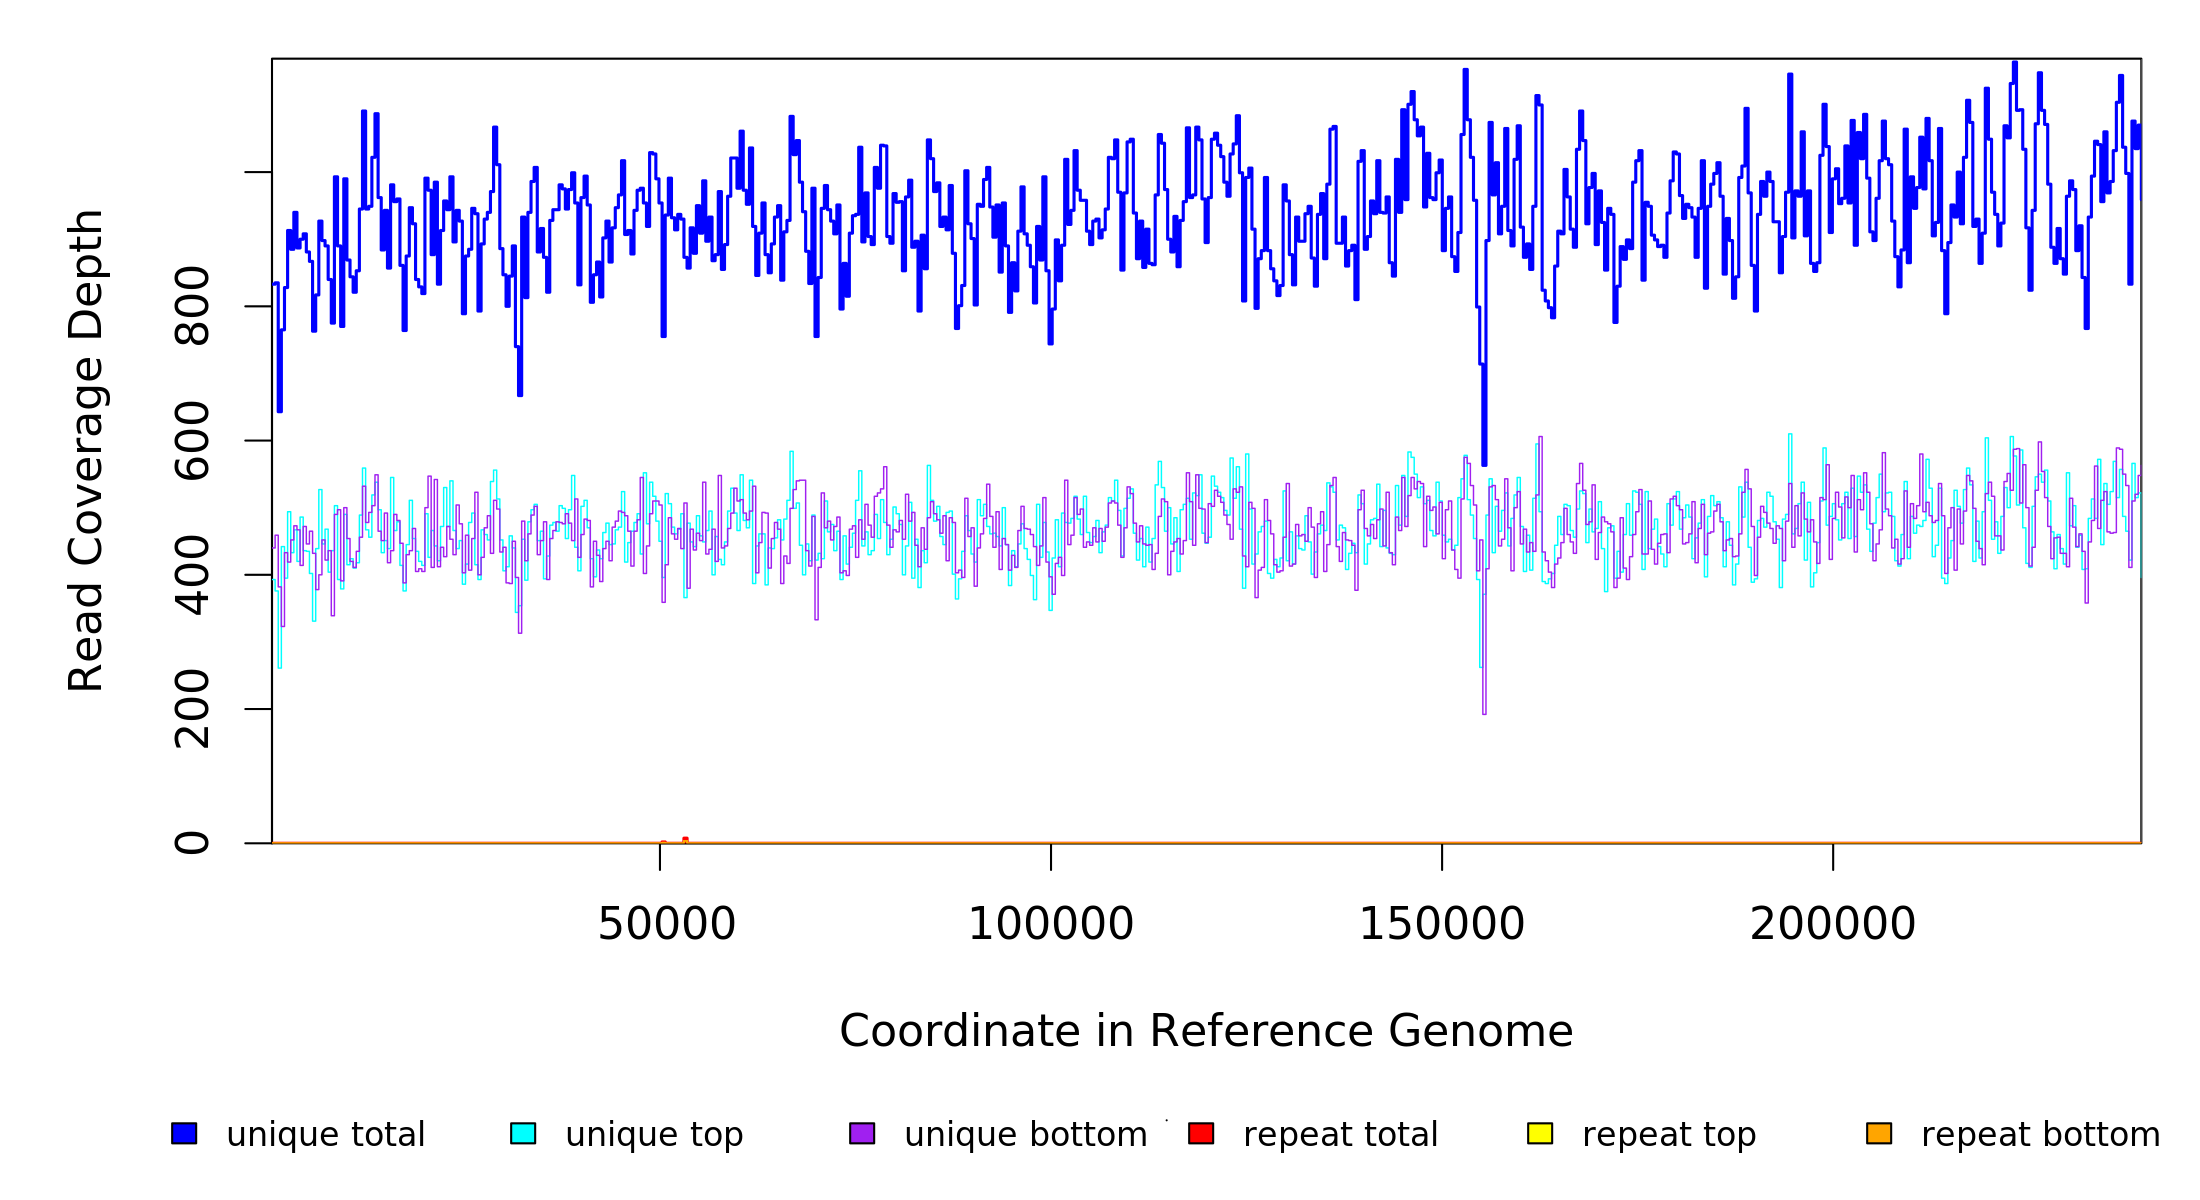 Read Coverage Depth
800
600
400
200
0
50000 100000 150000 200000
Coordinate in Reference Genome
unique total unique top unique bottom repeat total repeat top repeat bottom